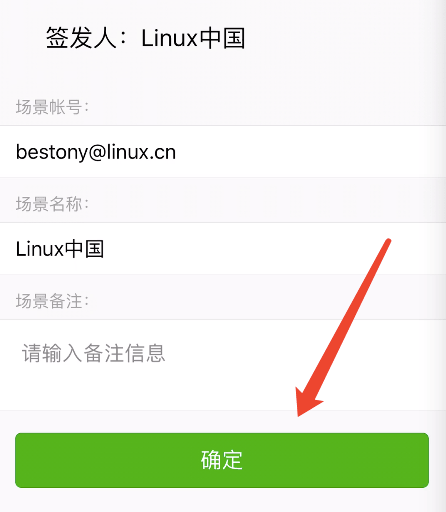 签发人：Linux中国
场景帐号：
bestony@linux.cn
场景名称：
Linux中国
场景备注：
请输入备注信息
确定